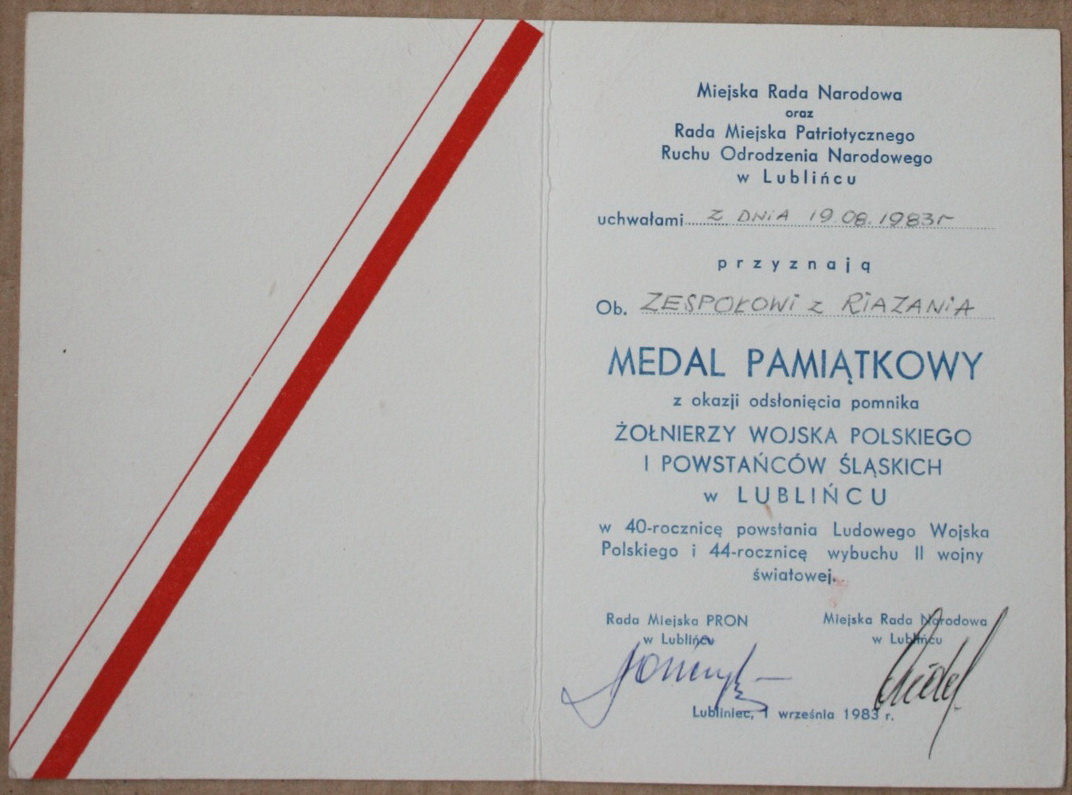 Miejska Rada Narodowa
oraz
Rada Miejska Patriotycznego
Ruchu Odrodzenia Narodowego
w Lublińcu
uchwałami z DNiA 19.08.1983r
przyznają
Ob. ZESPOŁOWi z RiAZANiA
MEDAL PAMIĄTKOWY
z okazji odsłonięcia pomnika
ŻOŁNIERZY WOJSKA POLSKIEGO
I POWSTAŃCÓW ŚLĄSKICH
w LUBLIŃCU
w 40-rocznicę powstania Ludowego Wojska
Polskiego i 44-rocznicę wybuchu II wojny
światowej.
Rada Miejska PRON Miejska Rada Narodowa
w Lublińcu w Lublińcu
Lubliniec, 1 września 1983 r.